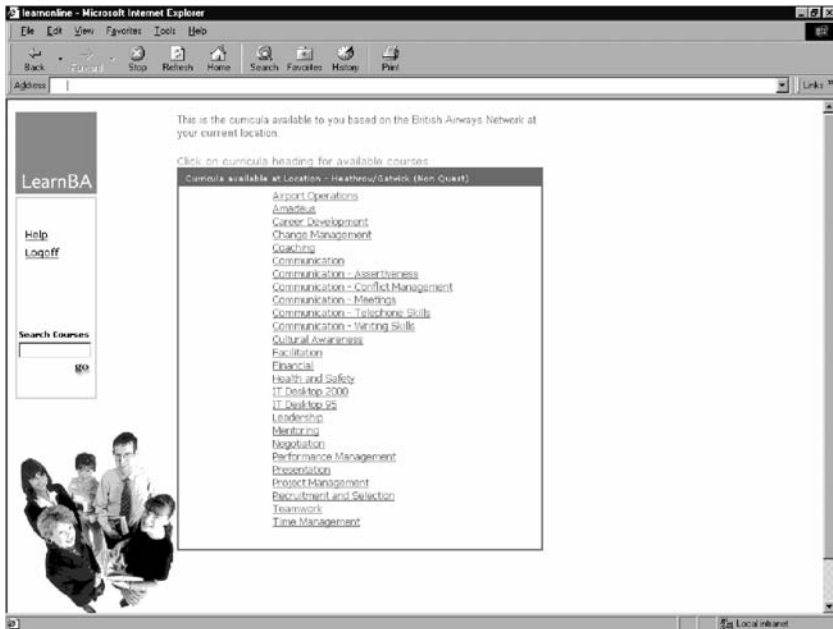 learnonline - Microsoft Internet Explorer
File Edit View Favorites Tools Help
Back Forward Stop Refresh Home Search Favorites History Print
Address Links
This is the curricula available to you based on the British Airways Network at
your current location.
Click on curricula heading for available courses
Curricula available at Location - Heathrow/Gatwick (Non Quest)
LearnBA
Help
Logoff
Search Courses
go
Airport Operations
Amadeus
Career Development
Change Management
Coaching
Communication
Communication - Assertiveness
Communication - Conflict Management
Communication - Meetings
Communication - Telephone Skills
Communication - Writing Skills
Cultural Awareness
Facilitation
Financial
Health and Safety
IT Desktop 2000
IT Desktop 95
Leadership
Mentoring
Negotiation
Performance Management
Presentation
Project Management
Recruitment and Selection
Teamwork
Time Management
Local intranet